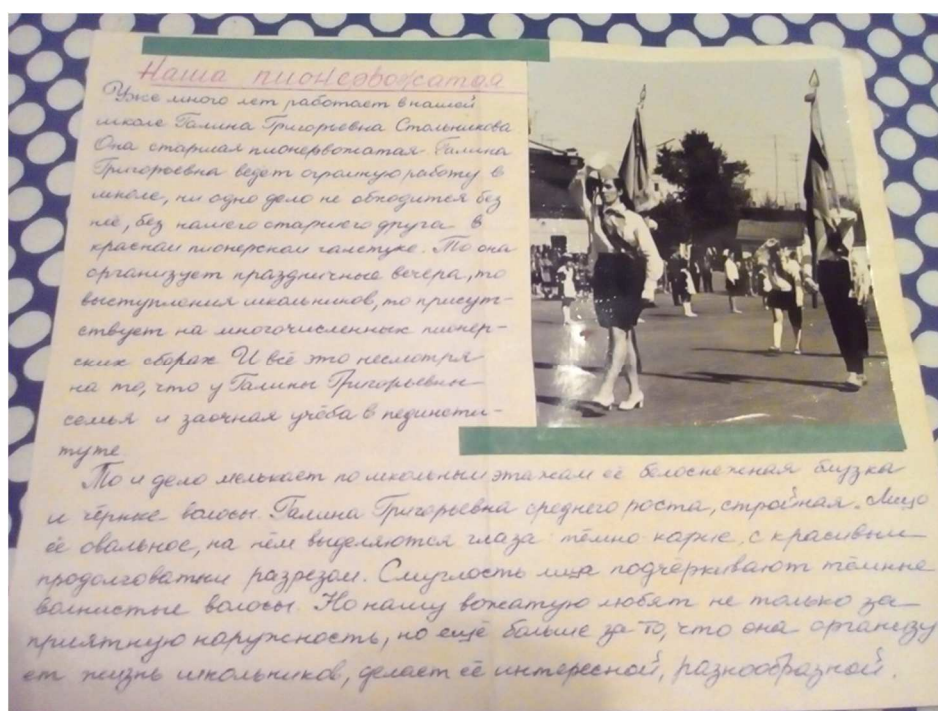 Наша пионервожатая
Уже много лет работает в нашей
школе Галина Григорьевна Стольникова
Она старшая пионервожатая. Галина
Григорьевна ведет огромную работу в
школе, ни одно дело не обходится без
неё, без нашего старшего друга в
красном пионерском галстуке. То она
организует праздничные вечера, то
выступления школьников, то присут-
ствует на многочисленных пионер-
ских сборах И всё это несмотря
на то, что у Галины Григорьевны
семья и заочная учёба в пединсти-
туте
То и дело мелькает по школьным этажам её белоснежная блузка
и чёрные волосы. Галина Григорьевна среднего роста, стройная. Лицо
её овальное, на нём выделяются глаза тёмно карие, с красивым
продолговатым разрезом. Смуглость лица подчёркивают тёмные
волнистые волосы. Но нашу вожатую любят не только за
приятную наружность, но ещё больше за то, что она организу
ет жизнь школьников, делает её интересной, разнообразной.